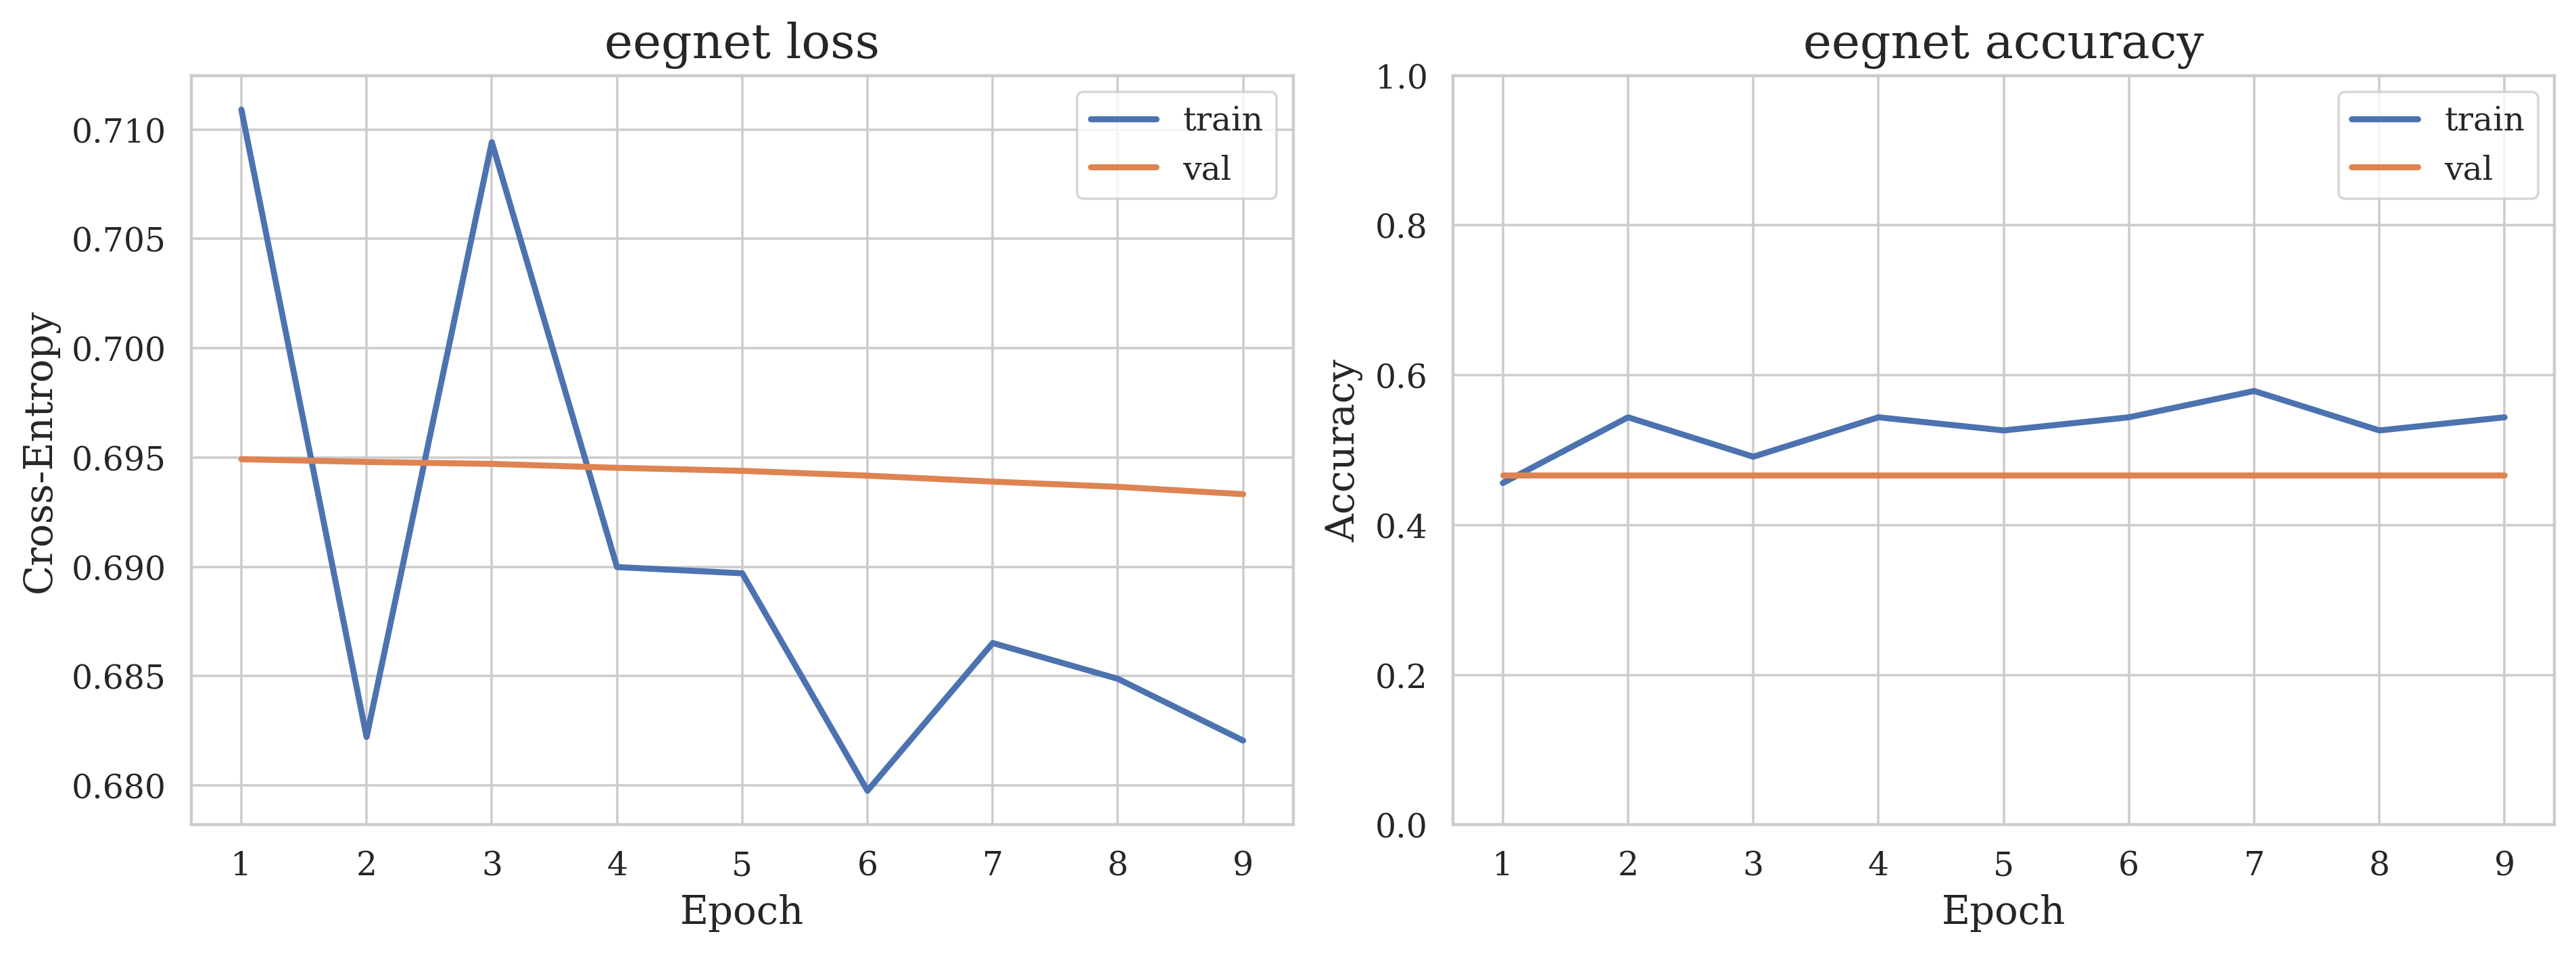 eegnet loss
Cross-Entropy
0.710
0.705
0.700
0.695
0.690
0.685
0.680
train
val
1 2 3 4 5 6 7 8 9
Epoch
eegnet accuracy
Accuracy
1.0
0.8
0.6
0.4
0.2
0.0
train
val
1 2 3 4 5 6 7 8 9
Epoch